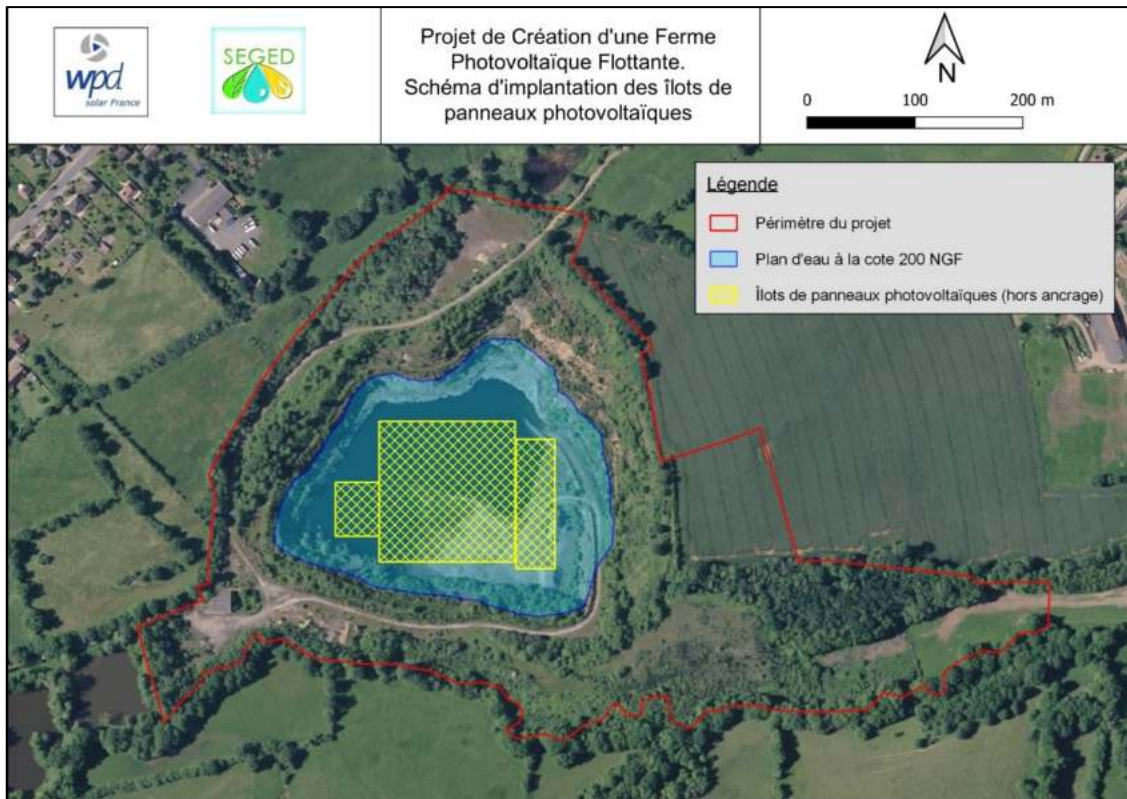 wpd
solar France
SEGED
Projet de Création d'une Ferme
Photovoltaïque Flottante.
Schéma d'implantation des îlots de
panneaux photovoltaïques
N
0 100 200 m
Légende
Périmètre du projet
Plan d'eau à la cote 200 NGF
Îlots de panneaux photovoltaïques (hors ancrage)